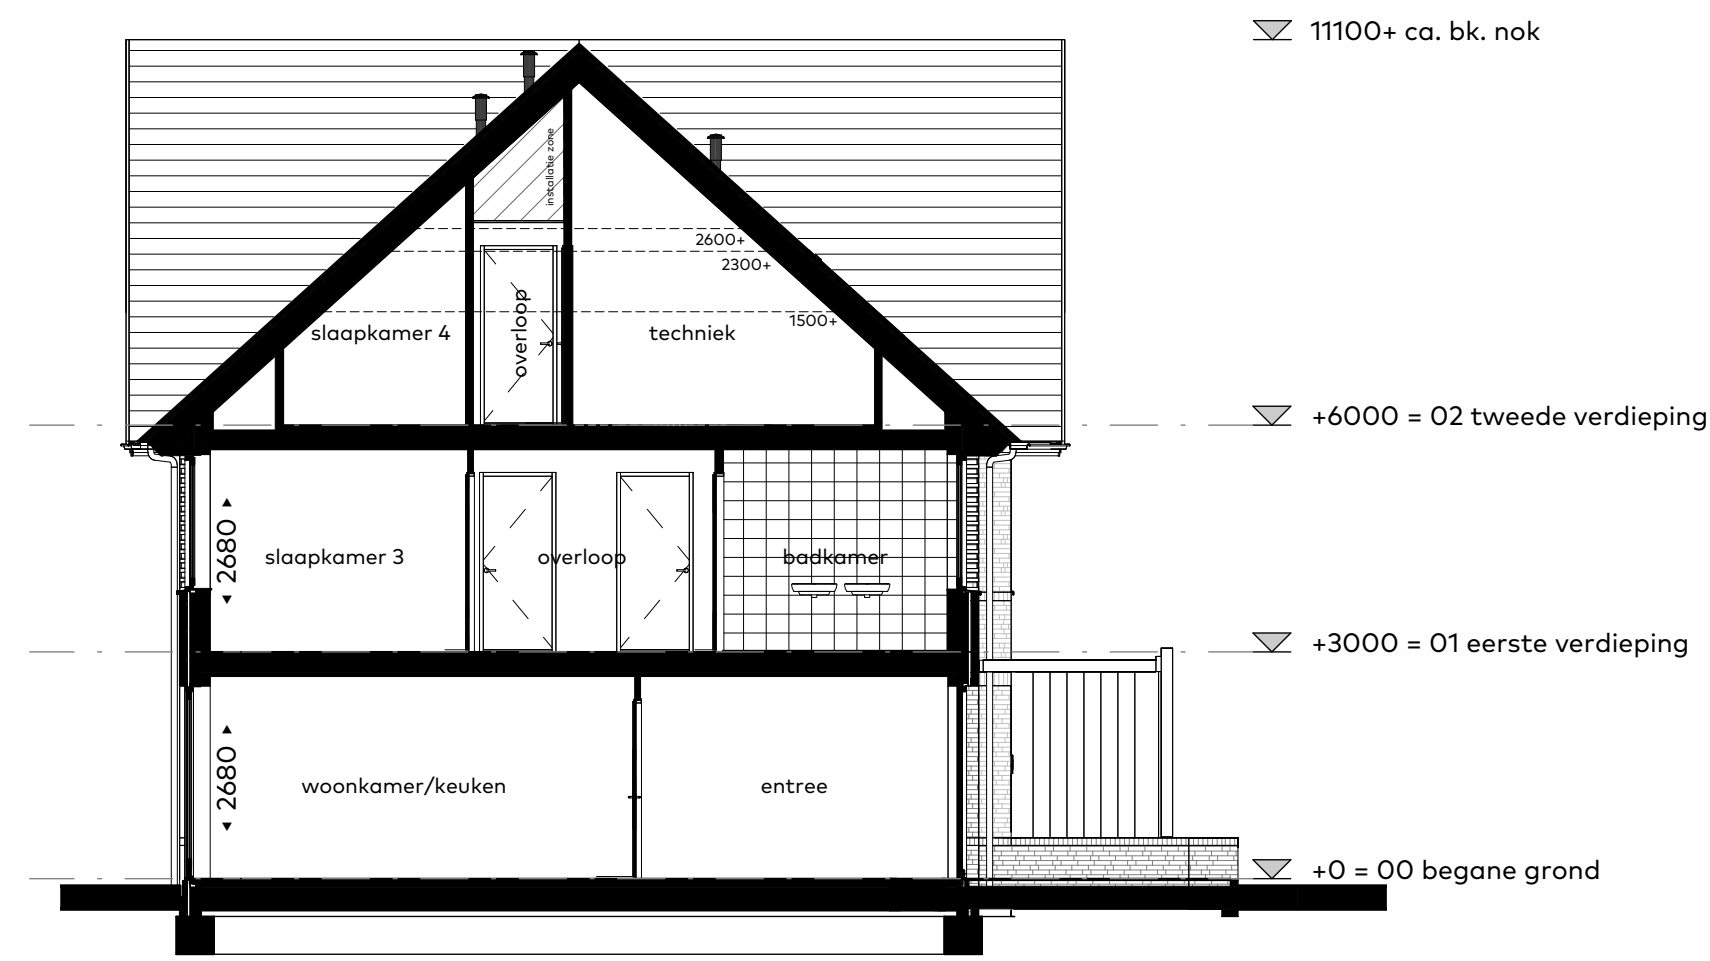 11100+ ca. bk. nok
installatie zone
2600+
2300+
1500+
slaapkamer 4
overloop
techniek
+6000 = 02 tweede verdieping
2680
slaapkamer 3
overloop
badkamer
+3000 = 01 eerste verdieping
2680
woonkamer/keuken
entree
+0 = 00 begane grond